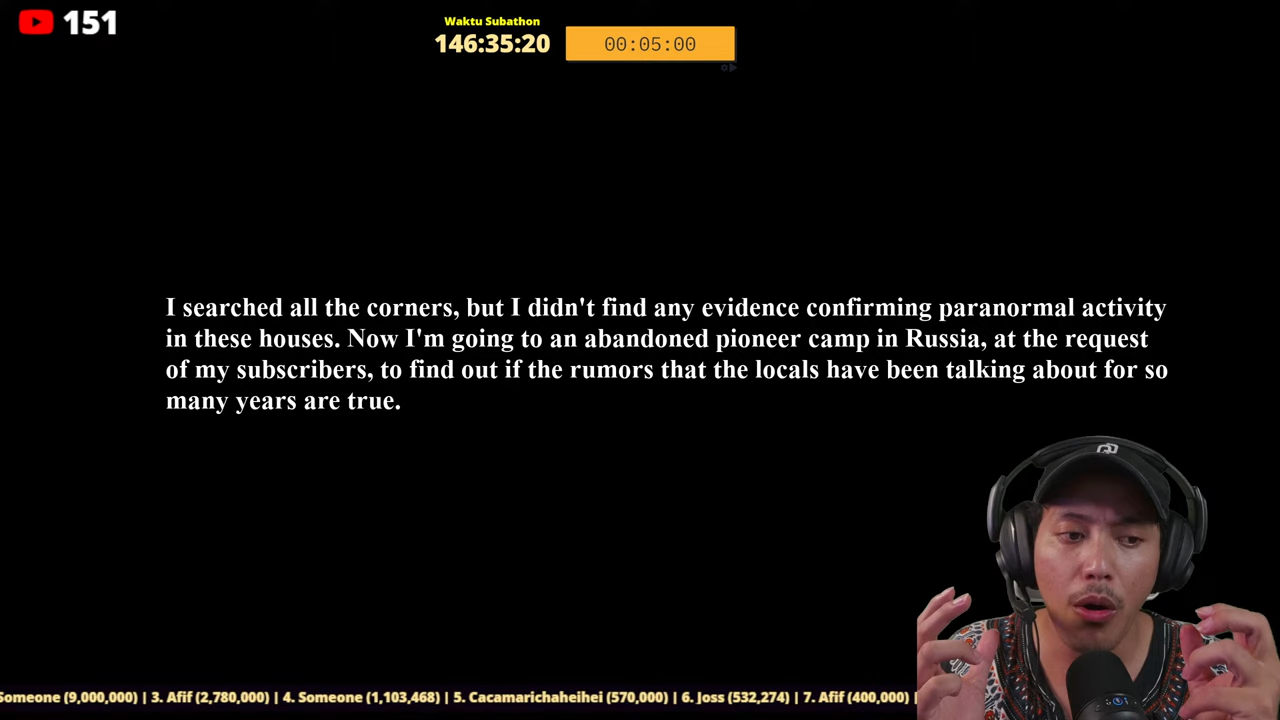 151
Waktu Subathon
146:35:20
00:05:00
I searched all the corners, but I didn't find any evidence confirming paranormal activity
in these houses. Now I'm going to an abandoned pioneer camp in Russia, at the request
of my subscribers, to find out if the rumors that the locals have been talking about for so
many years are true.
Someone (9,000,000) | 3. Afif (2,780,000) | 4. Someone (1,103,468) | 5. Cacamarichaheihei (570,000) | 6. Joss (532,274) | 7. Afif (400,000) |